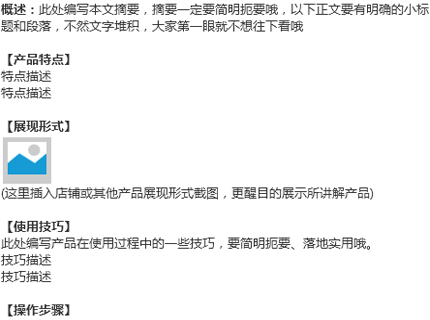 概述：此处编写本文摘要，摘要一定要简明扼要哦，以下正文要有明确的小标
题和段落，不然文字堆积，大家第一眼就不想往下看哦
【产品特点】
特点描述
特点描述
【展现形式】
(这里插入店铺或其他产品展现形式截图，更醒目的展示所讲解产品)
【使用技巧】
此处编写产品在使用过程中的一些技巧，要简明扼要、落地实用哦。
技巧描述
技巧描述
【操作步骤】